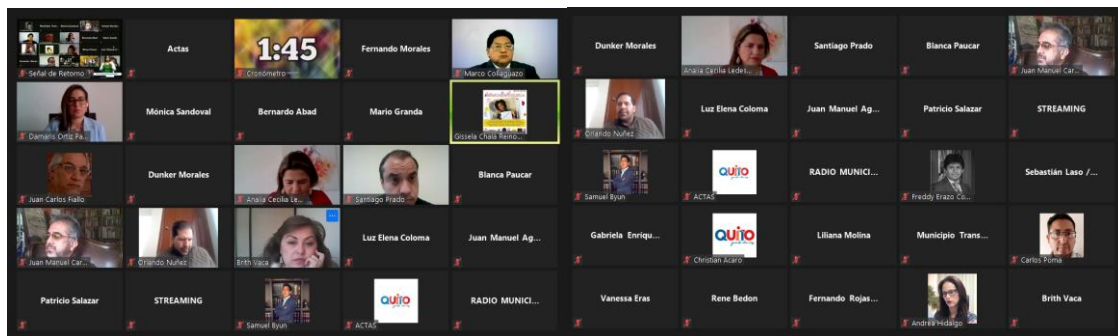 Señal de Retorno
Actas
1:45
Cronómetro
Fernando Morales
Marco Collaguazo
Damaris Ortiz Pa...
Mónica Sandoval
Bernardo Abad
Mario Granda
Gissela Chalá Reino...
Juan Carlos Fiallo
Dunker Morales
Analía Cecilia Le...
Santiago Prado
Blanca Paucar
Juan Manuel Car...
Orlando Nuñez
Brith Vaca
Luz Elena Coloma
Juan Manuel Ag...
Patricio Salazar
STREAMING
Samuel Byun
QUITO
ACTAS
RADIO MUNICI...
Dunker Morales
Analía Cecilia Ledes...
Santiago Prado
Blanca Paucar
Juan Manuel Car...
Orlando Nuñez
Luz Elena Coloma
Juan Manuel Ag...
Patricio Salazar
STREAMING
Samuel Byun
QUITO
ACTAS
RADIO MUNICI...
Freddy Erazo Co...
Sebastián Laso /...
Gabriela Enríqu...
QUITO
Christian Acaro
Liliana Molina
Municipio Trans...
Carlos Poma
Vanessa Eras
Rene Bedon
Fernando Rojas...
Andrea Hidalgo
Brith Vaca